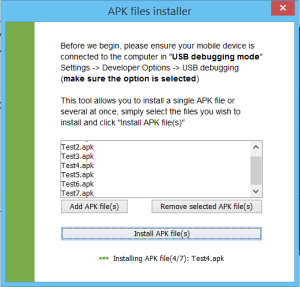 APK files installer
Before we begin, please ensure your mobile device is
connected to the computer in "USB debugging mode"
Settings -> Developer Options -> USB debugging
(make sure the option is selected)
This tool allows you to install a single APK file or
several at once, simply select the files you wish to
install and click "Install APK file(s)"
Test2.apk
Test3.apk
Test4.apk
Test5.apk
Test6.apk
Test7.apk
Add APK file(s) Remove selected APK file(s)
Install APK file(s)
Installing APK file(4/7): Test4.apk